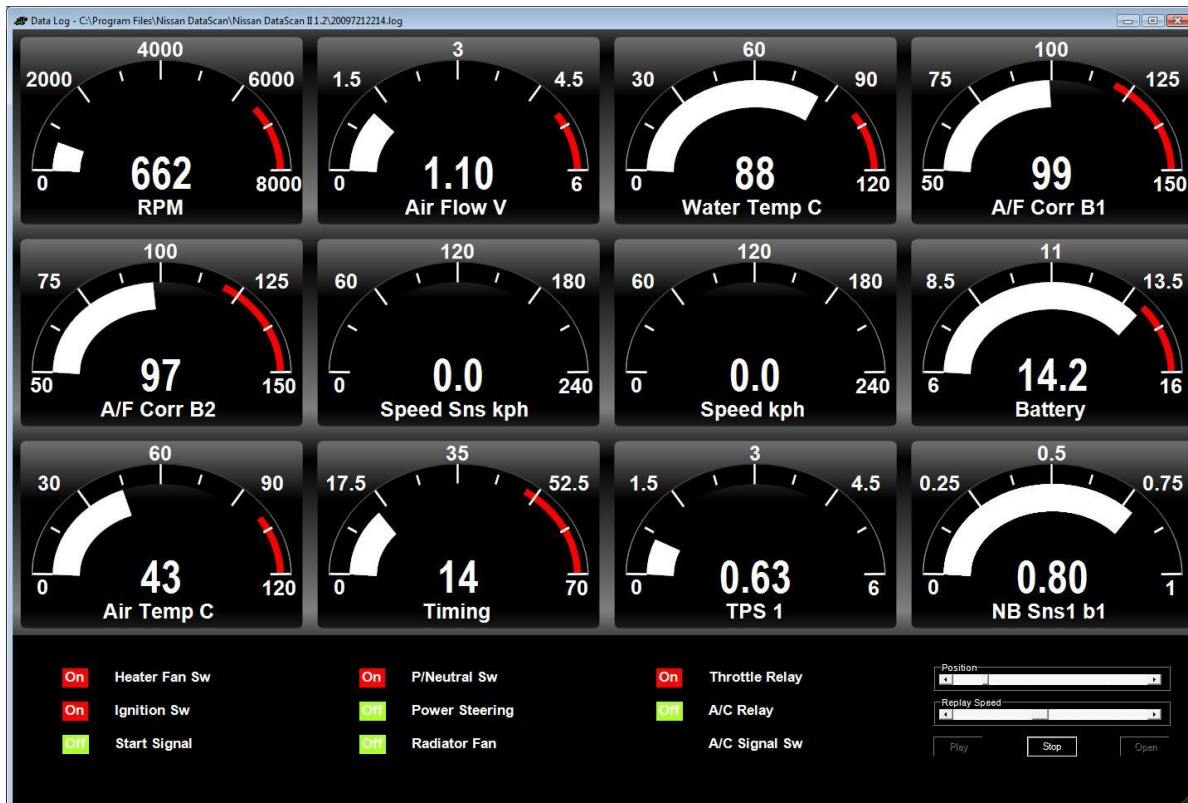 Data Log - C:\Program Files\Nissan DataScan\Nissan DataScan II 1.2\20097212214.log
4000
2000 6000
0 662 8000
RPM
3
1.5 4.5
0 1.10 6
Air Flow V
60
30 90
0 88 120
Water Temp C
100
75 125
50 99 150
A/F Corr B1
100
75 125
50 97 150
A/F Corr B2
120
60 180
0 0.0 240
Speed Sns kph
120
60 180
0 0.0 240
Speed kph
11
8.5 13.5
6 14.2 16
Battery
60
30 90
0 43 120
Air Temp C
35
17.5 52.5
0 14 70
Timing
3
1.5 4.5
0 0.63 6
TPS 1
0.5
0.25 0.75
0 0.80 1
NB Sns1 b1
On Heater Fan Sw
On Ignition Sw
Off Start Signal
On P/Neutral Sw
Off Power Steering
Off Radiator Fan
On Throttle Relay
Off A/C Relay
A/C Signal Sw
Position
Replay Speed
Play Stop Open